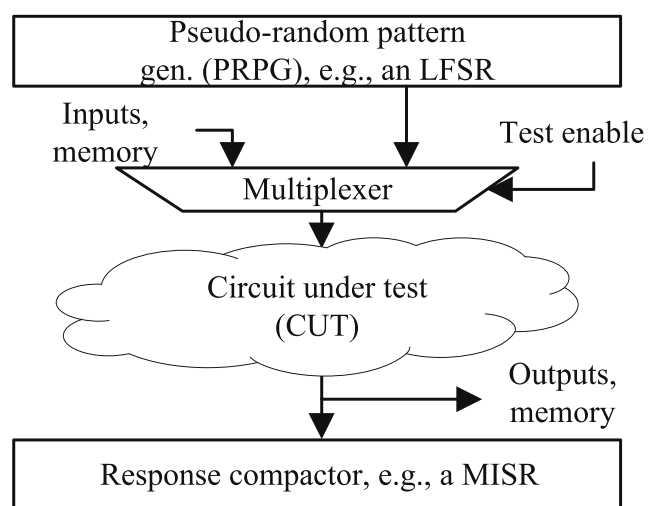 Pseudo-random pattern
gen. (PRPG), e.g., an LFSR
Inputs,
memory
Test enable
Multiplexer
Circuit under test
(CUT)
Outputs,
memory
Response compactor, e.g., a MISR